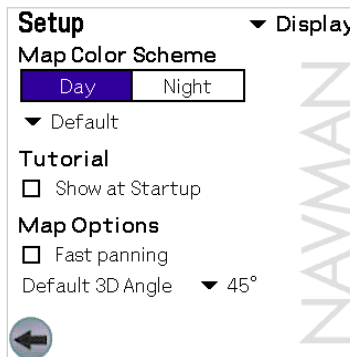 Setup
Display
Map Color Scheme
Day Night
Default
Tutorial
Show at Startup
Map Options
Fast panning
Default 3D Angle 45°
NAVMAN